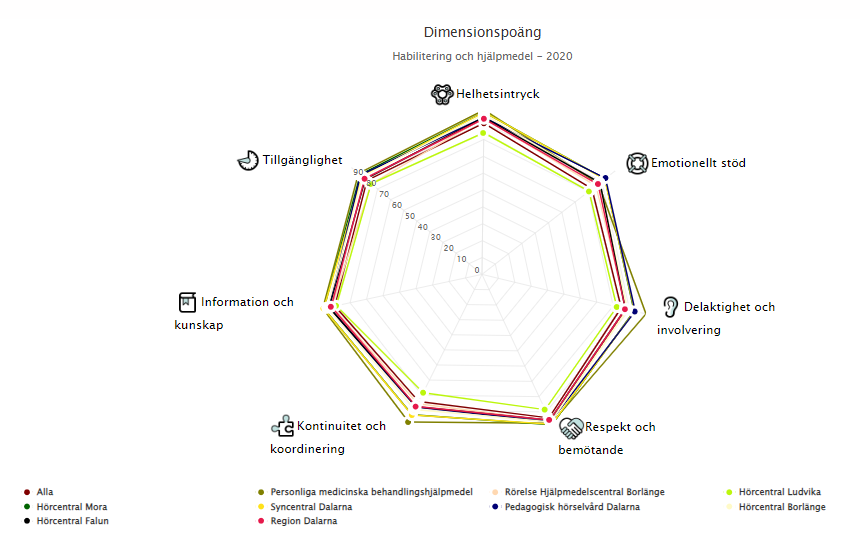 Dimensionspoäng
Habilitering och hjälpmedel - 2020
Helhetsintryck
Tillgänglighet
Emotionellt stöd
90
80
70
60
50
40
30
20
10
0
Information och
kunskap
Delaktighet och
involvering
Kontinuitet och
koordinering
Respekt och
bemötande
Alla
Personliga medicinska behandlingshjälpmedel
Rörelse Hjälpmedelscentral Borlänge
Hörcentral Ludvika
Hörcentral Mora
Syncentral Dalarna
Pedagogisk hörselvård Dalarna
Hörcentral Borlänge
Hörcentral Falun
Region Dalarna